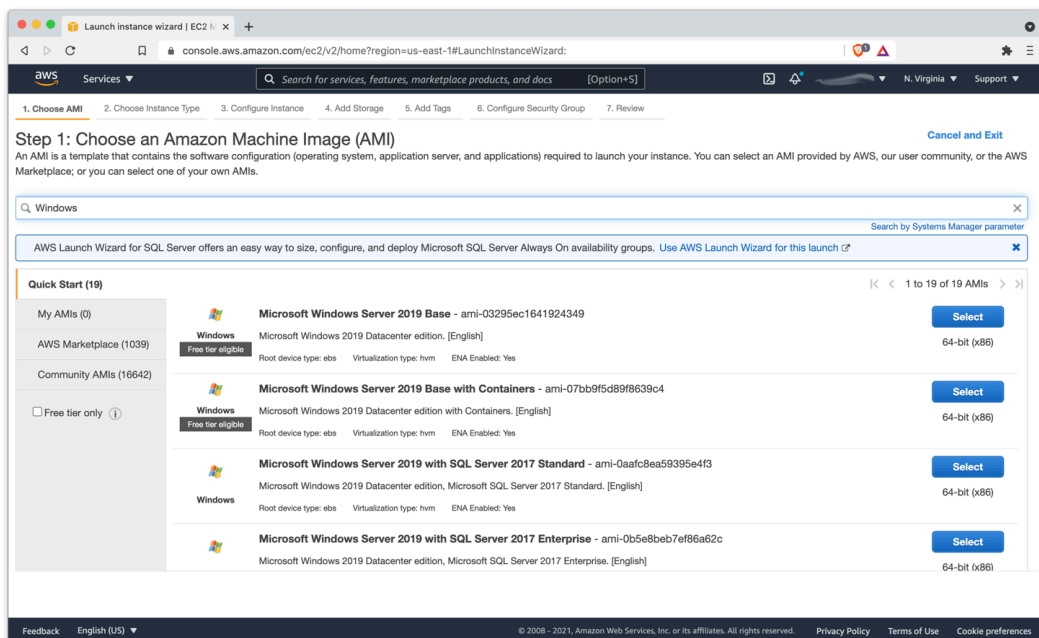 Launch instance wizard | EC2 M
console.aws.amazon.com/ec2/v2/home?region=us-east-1#LaunchInstanceWizard:
1
aws
Services
Search for services, features, marketplace products, and docs [Option+S]
N. Virginia
Support
1. Choose AMI 2. Choose Instance Type 3. Configure Instance 4. Add Storage 5. Add Tags 6. Configure Security Group 7. Review
Step 1: Choose an Amazon Machine Image (AMI)
Cancel and Exit
An AMI is a template that contains the software configuration (operating system, application server, and applications) required to launch your instance. You can select an AMI provided by AWS, our user community, or the AWS
Marketplace; or you can select one of your own AMIs.
Windows
Search by Systems Manager parameter
AWS Launch Wizard for SQL Server offers an easy way to size, configure, and deploy Microsoft SQL Server Always On availability groups. Use AWS Launch Wizard for this launch
Quick Start (19)
My AMIs (0)
AWS Marketplace (1039)
Community AMIs (16642)
Free tier only
1 to 19 of 19 AMIs
Windows
Free tier eligible
Microsoft Windows Server 2019 Base - ami-03295ec1641924349
Microsoft Windows 2019 Datacenter edition. [English]
Root device type: ebs Virtualization type: hvm ENA Enabled: Yes
Select
64-bit (x86)
Windows
Free tier eligible
Microsoft Windows Server 2019 Base with Containers - ami-07bb9f5d89f8639c4
Microsoft Windows 2019 Datacenter edition with Containers. [English]
Root device type: ebs Virtualization type: hvm ENA Enabled: Yes
Select
64-bit (x86)
Windows
Microsoft Windows Server 2019 with SQL Server 2017 Standard - ami-0aafc8ea59395e4f3
Microsoft Windows 2019 Datacenter edition, Microsoft SQL Server 2017 Standard. [English]
Root device type: ebs Virtualization type: hvm ENA Enabled: Yes
Select
64-bit (x86)
Microsoft Windows Server 2019 with SQL Server 2017 Enterprise - ami-0b5e8beb7ef86a62c
Microsoft Windows 2019 Datacenter edition, Microsoft SQL Server 2017 Enterprise. [English]
Select
64-bit (x86)
Feedback English (US)
© 2008 - 2021, Amazon Web Services, Inc. or its affiliates. All rights reserved. Privacy Policy Terms of Use Cookie preferences